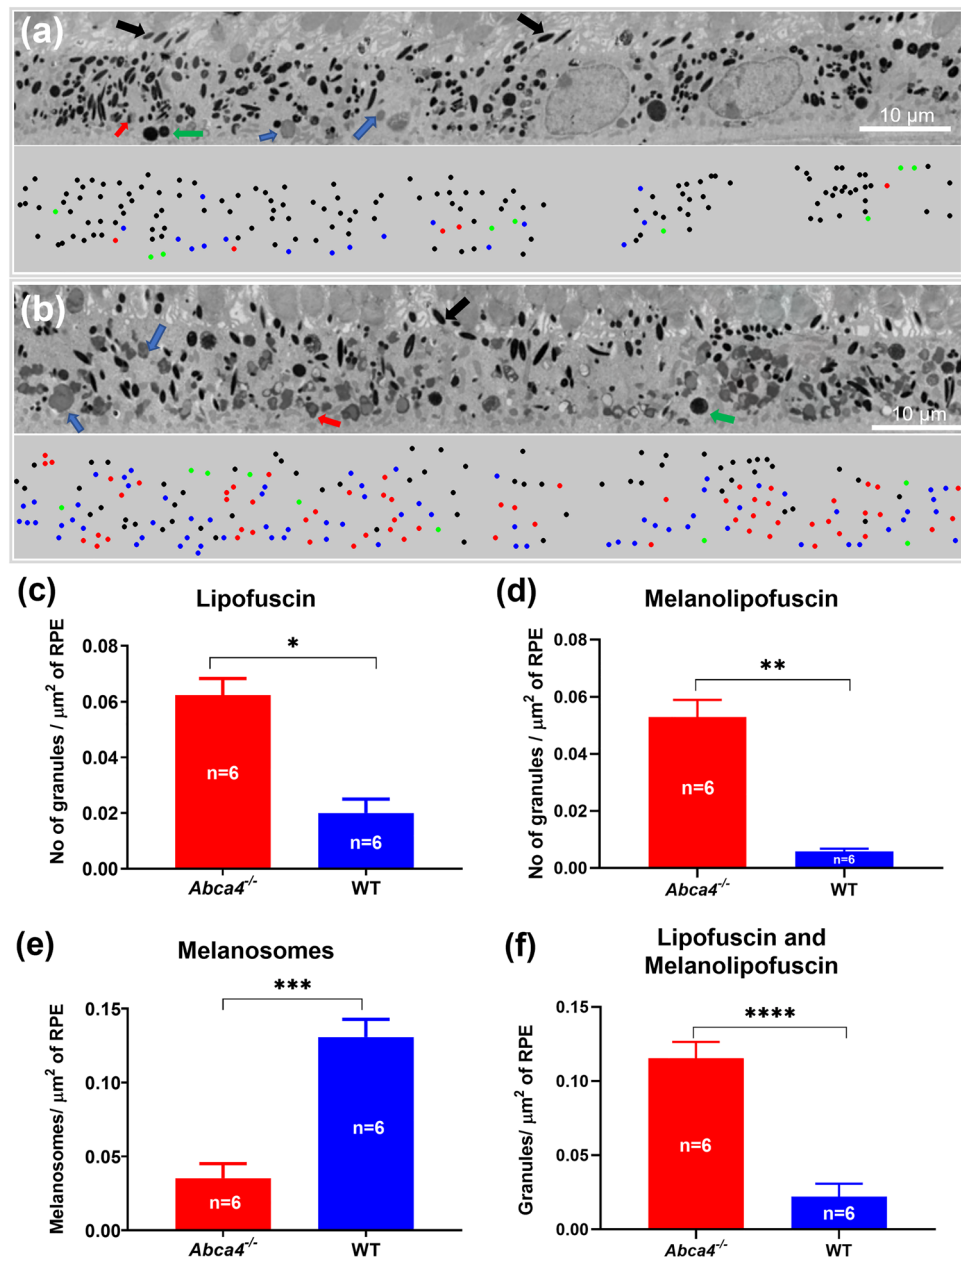 (a)
10 µm
(b)
10 µm
(c)
Lipofuscin
No of granules / µm² of RPE
0.08
0.06
0.04
0.02
0.00
*
n=6
n=6
Abca4-/-
WT
(d)
Melanolipofuscin
No of granules / µm² of RPE
0.08
0.06
0.04
0.02
0.00
**
n=6
n=6
Abca4-/-
WT
(e)
Melanosomes
Melanosomes/ µm² of RPE
0.15
0.10
0.05
0.00
***
n=6
n=6
Abca4-/-
WT
(f)
Lipofuscin and
Melanolipofuscin
Granules/ µm² of RPE
0.15
0.10
0.05
0.00
****
n=6
n=6
Abca4-/-
WT